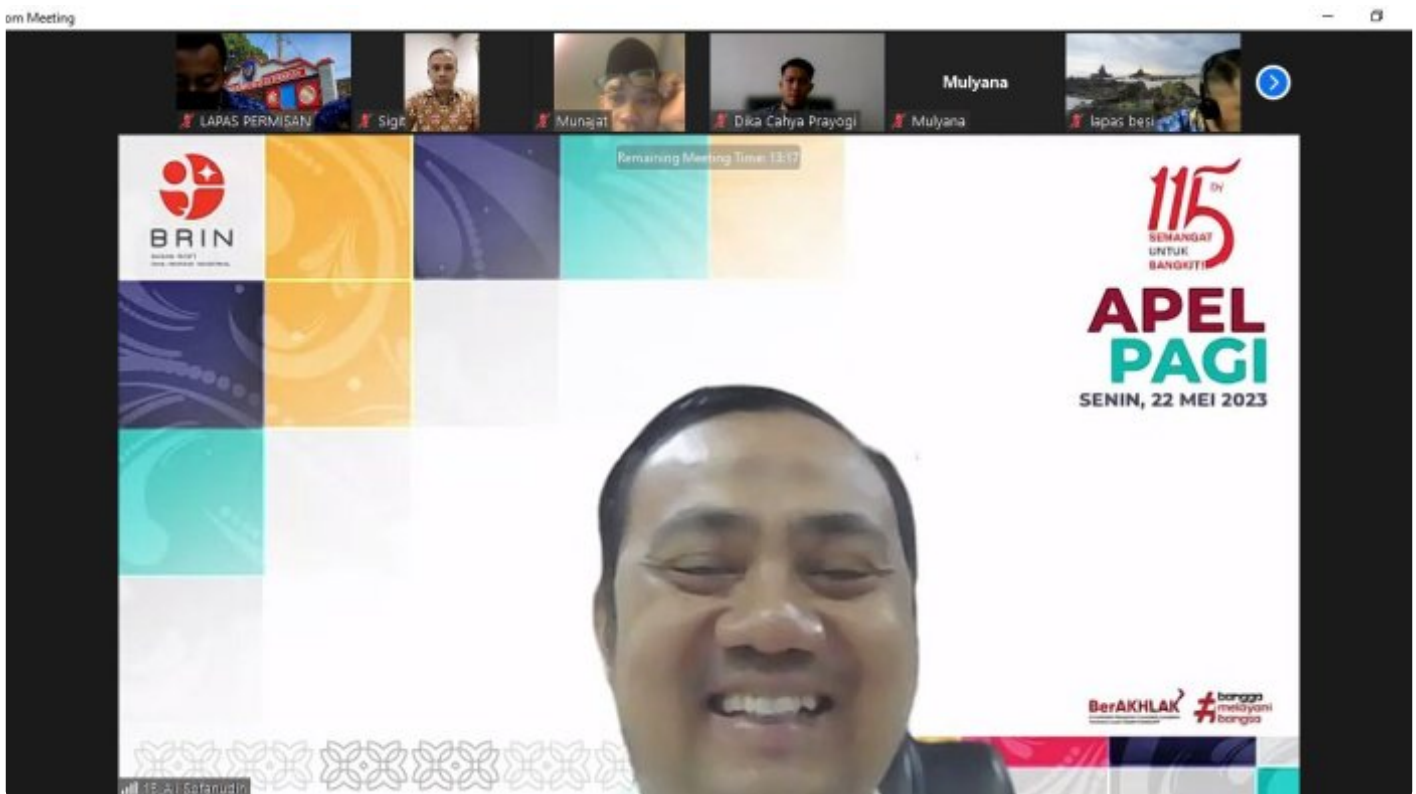 om Meeting
LAPAS PERMISAN
Sigit
Munajat
Dika Cahya Prayogi
Mulyana
Mulyana
lapas besi
Remaining Meeting Time: 13:17
BRIN
115
SEMANGAT
UNTUK
BANGKIT!
APEL
PAGI
SENIN, 22 MEI 2023
BerAKHLAK
#bangga
melayani
bangsa
Sofanudin